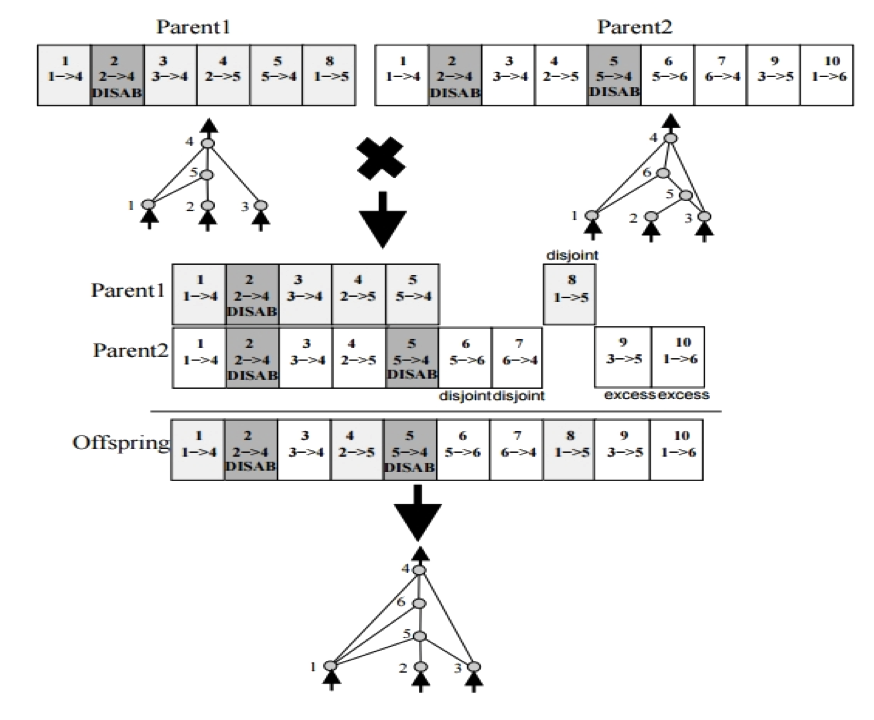 Parent1 Parent2
1 2 3 4 5 8 1 2 3 4 5 6 7 9 10
1->4 2->4 3->4 2->5 5->4 1->5 1->4 2->4 3->4 2->5 5->4 5->6 6->4 3->5 1->6
DISAB DISAB DISAB
4 4
5 6
1 2 3 5
1 2 3
disjoint
Parent1 1 2 3 4 5 8
1->4 2->4 3->4 2->5 5->4 1->5
DISAB
Parent2 1 2 3 4 5 6 7 9 10
1->4 2->4 3->4 2->5 5->4 5->6 6->4 3->5 1->6
DISAB DISAB
disjoint disjoint excess excess
Offspring 1 2 3 4 5 6 7 8 9 10
1->4 2->4 3->4 2->5 5->4 5->6 6->4 1->5 3->5 1->6
DISAB DISAB
4
6
5
1 2 3